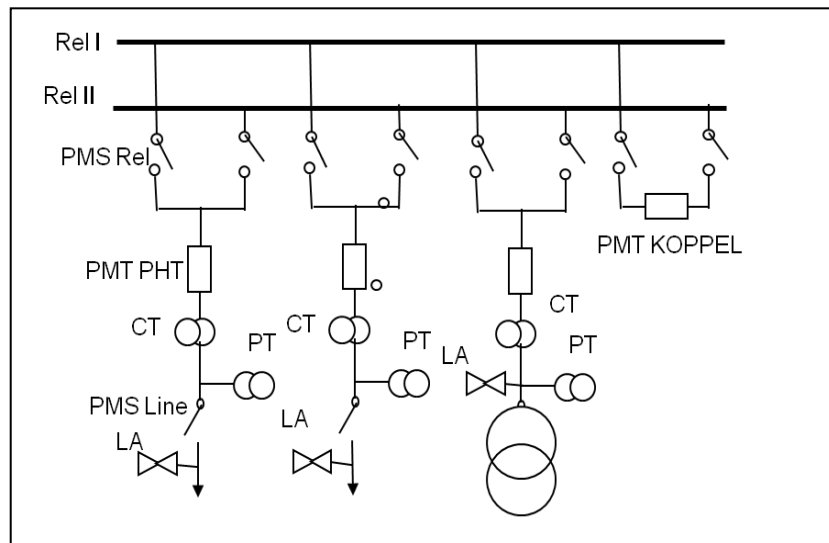 Rel I
Rel II
PMS Rel
PMT KOPPEL
PMT PHT
CT
CT
CT
PT
PT
PT
LA
PMS Line
LA
LA